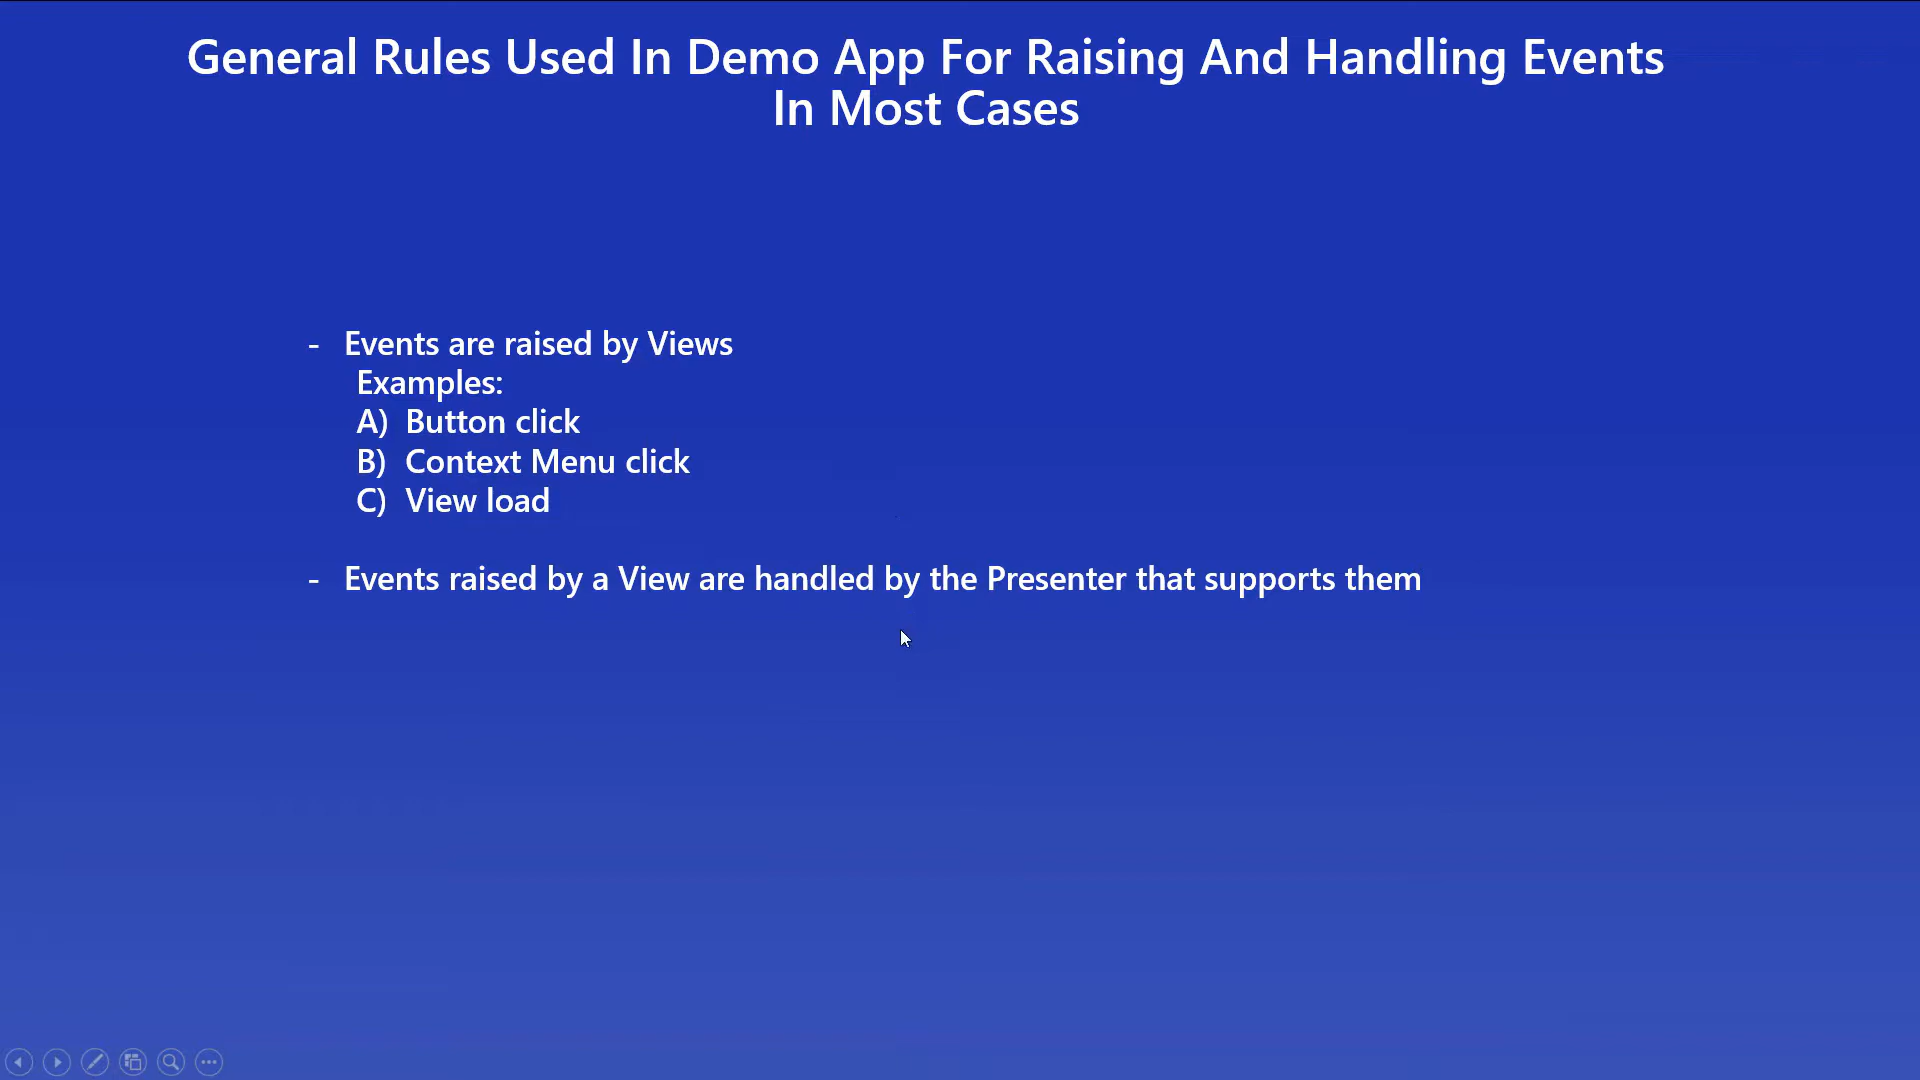 General Rules Used In Demo App For Raising And Handling Events
In Most Cases
- Events are raised by Views
Examples:
A) Button click
B) Context Menu click
C) View load
- Events raised by a View are handled by the Presenter that supports them